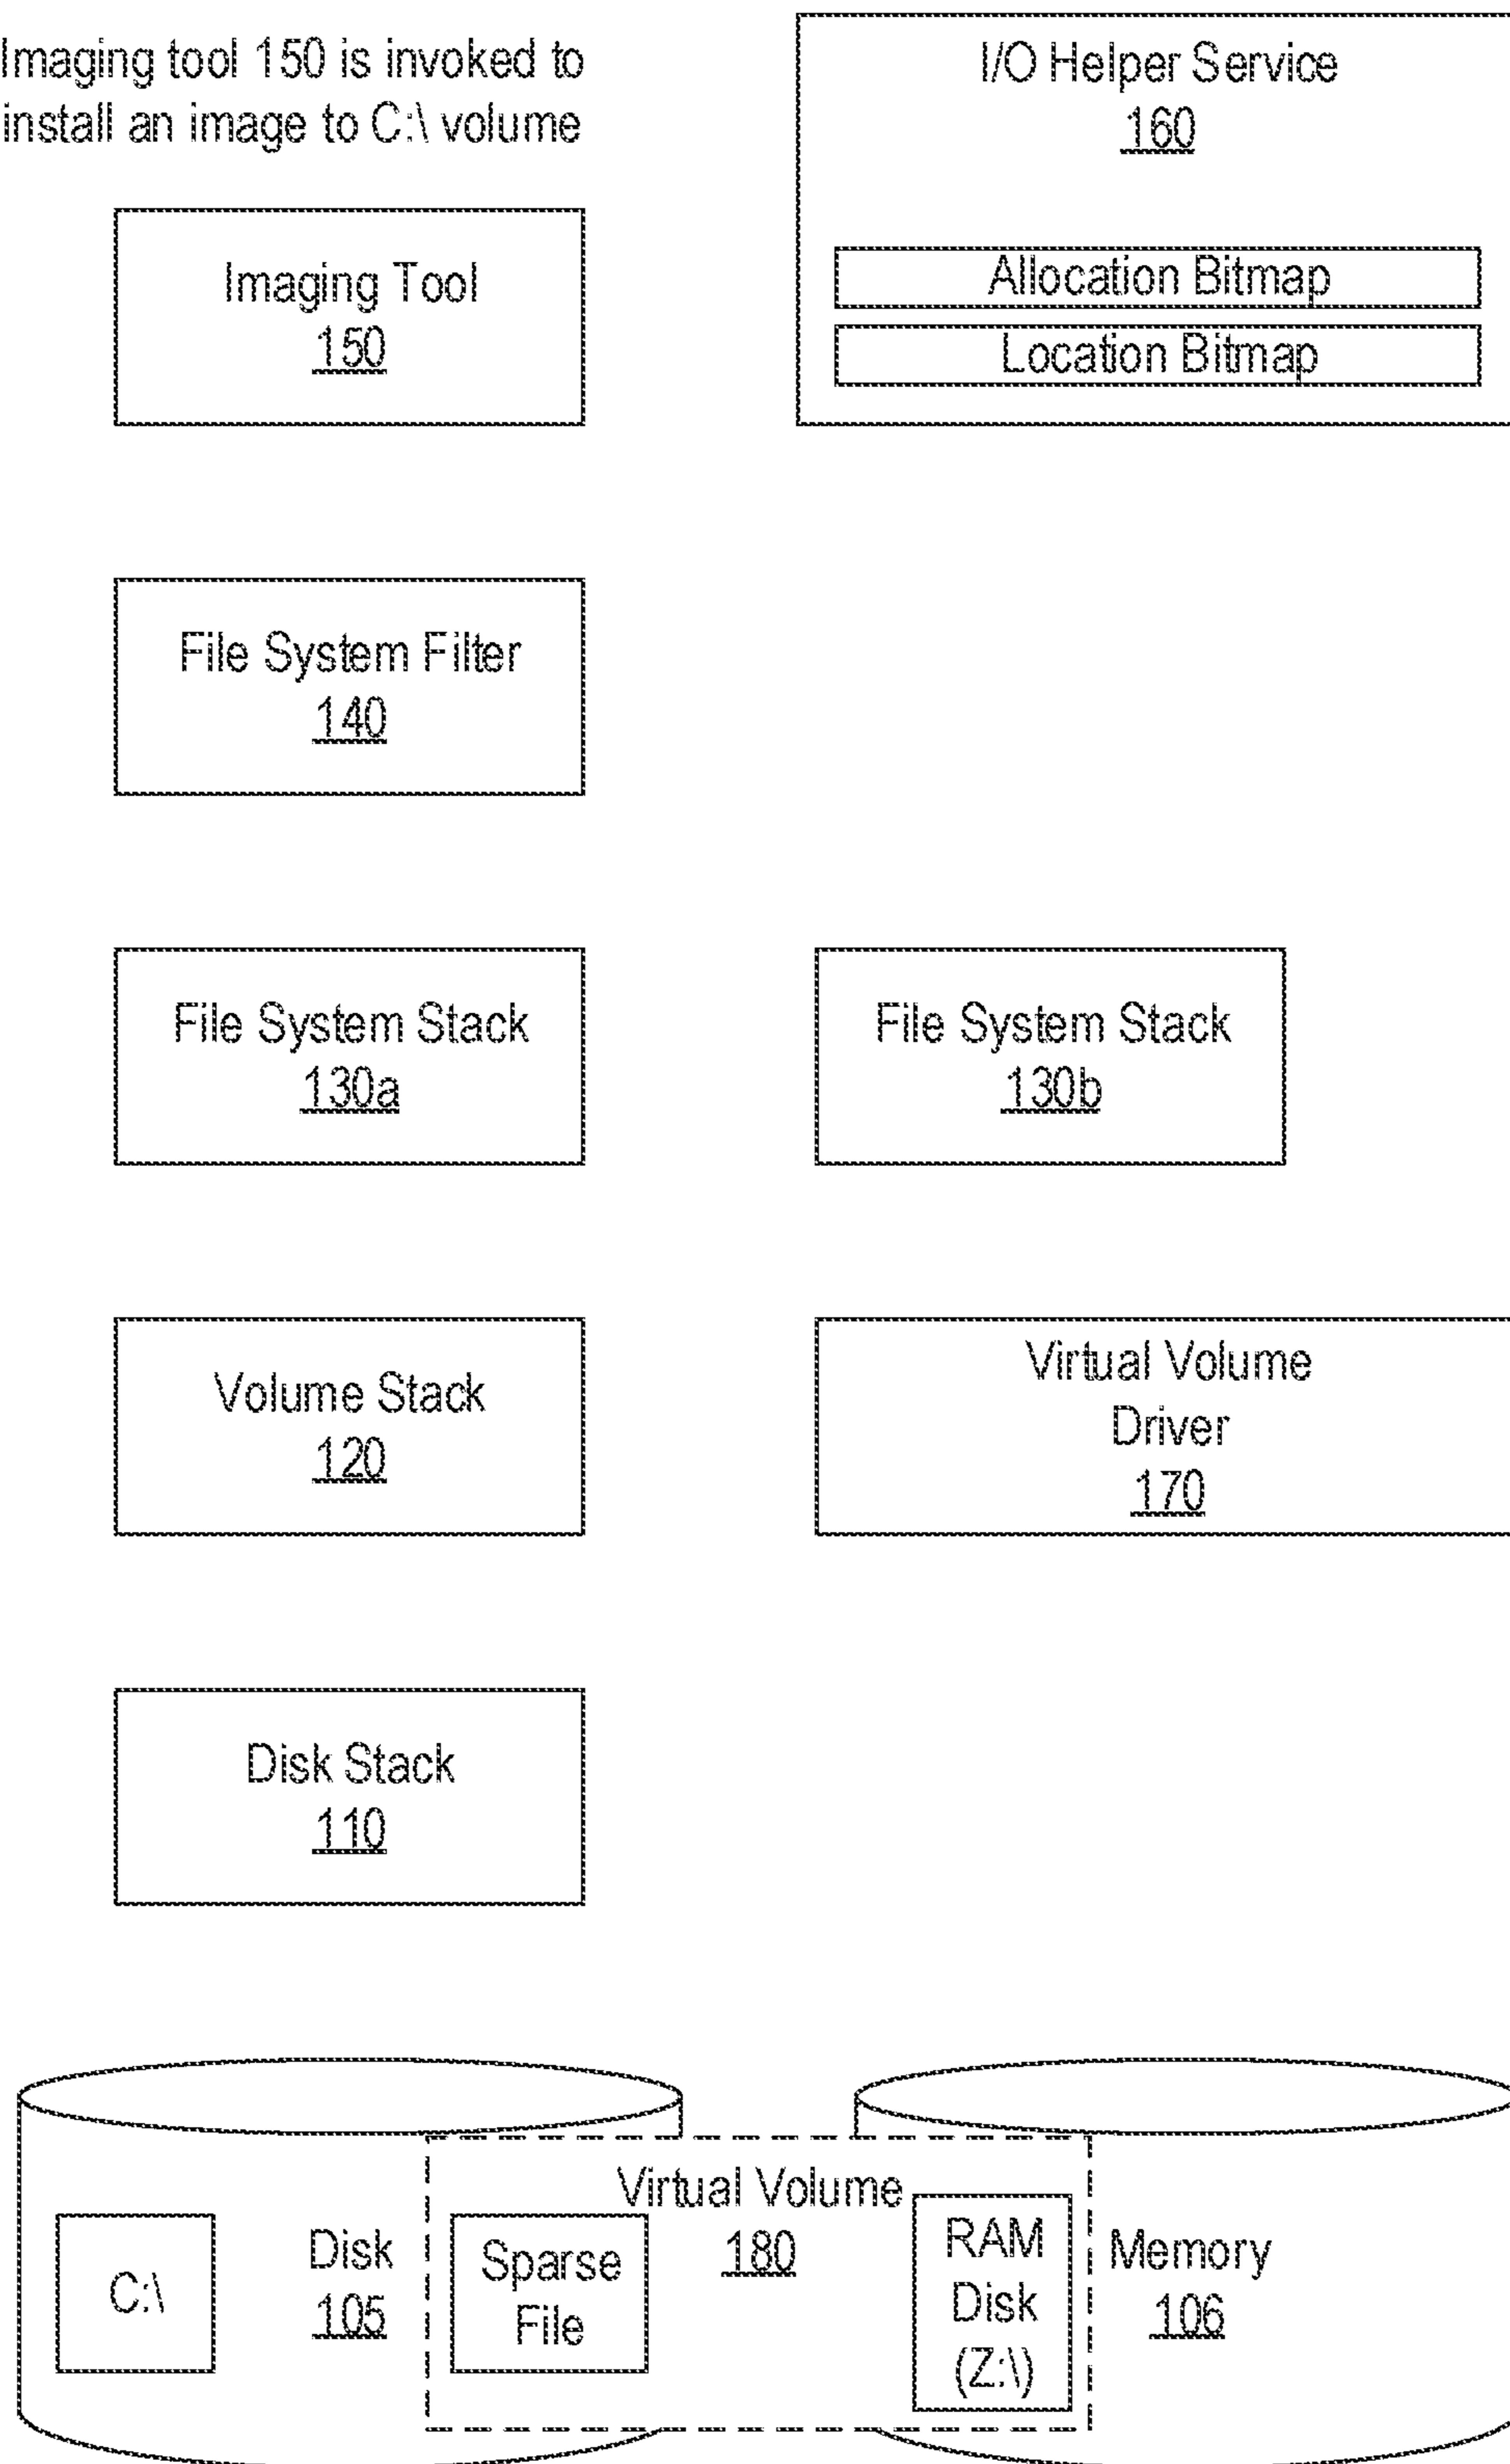 Imaging tool 150 is invoked to
install an image to C:\ volume
I/O Helper Service
160
Allocation Bitmap
Location Bitmap
Imaging Tool
150
File System Filter
140
File System Stack
130a
File System Stack
130b
Volume Stack
120
Virtual Volume
Driver
170
Disk Stack
110
C:\
Disk
105
Sparse
File
Virtual Volume
180
RAM
Disk
(Z:\)
Memory
106